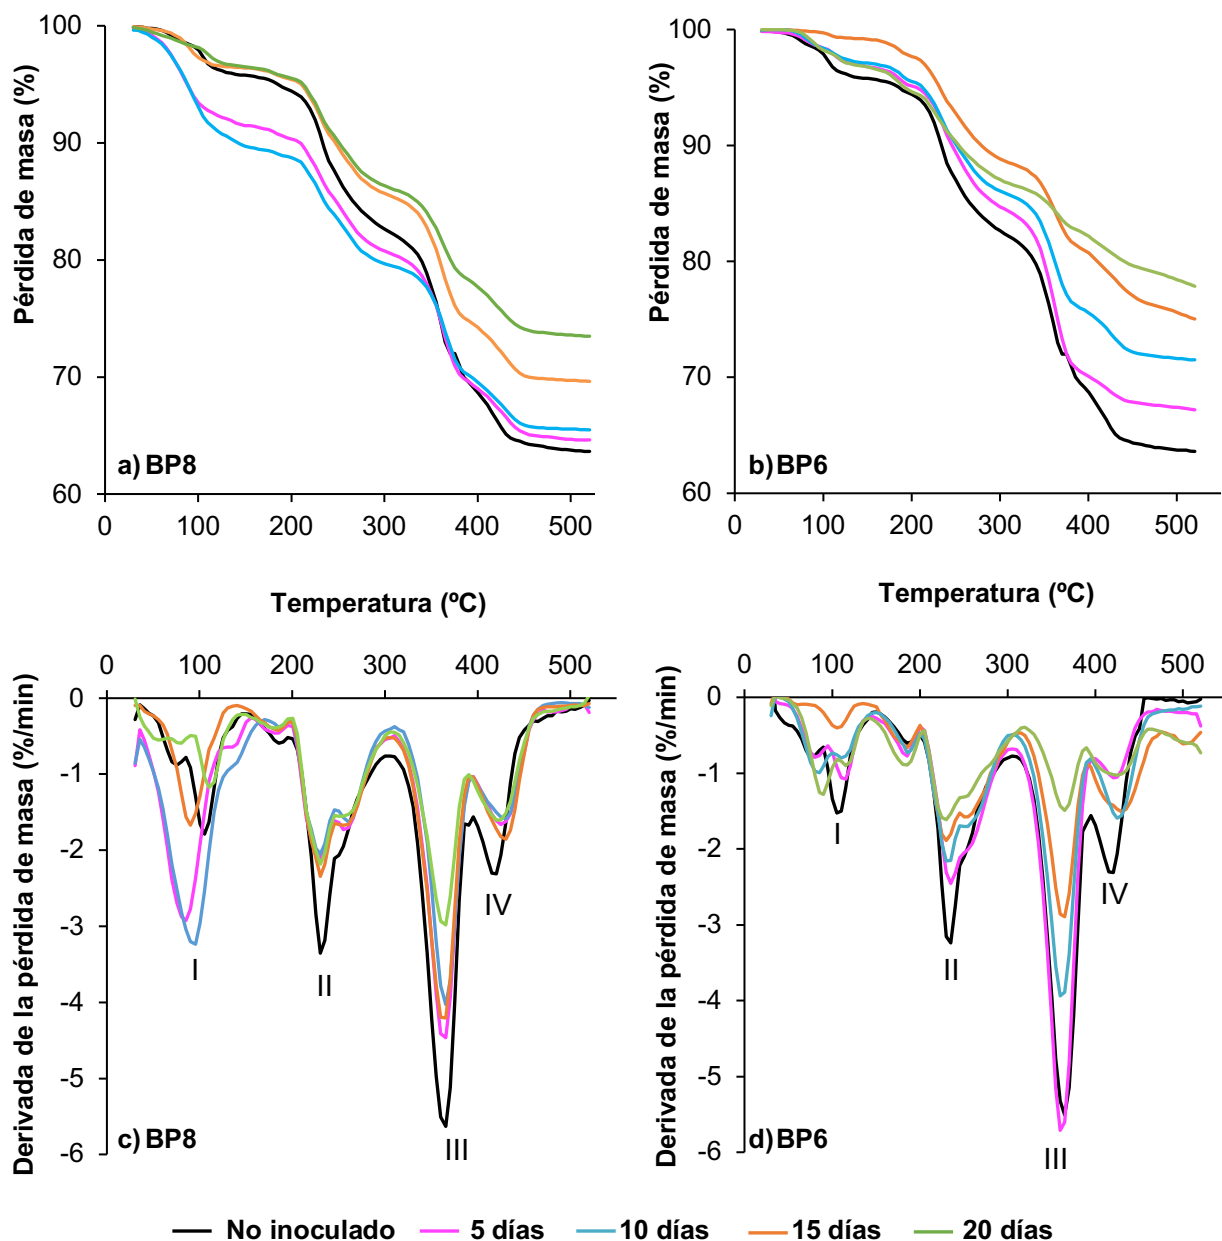 100
90
80
70
60
Pérdida de masa (%)
a) BP8
0 100 200 300 400 500
Temperatura (ºC)
100
90
80
70
60
Pérdida de masa (%)
b) BP6
0 100 200 300 400 500
Temperatura (ºC)
0 100 200 300 400 500
0
-1
-2
-3
-4
-5
-6
Derivada de la pérdida de masa (%/min)
I
II
III
IV
c) BP8
0 100 200 300 400 500
0
-1
-2
-3
-4
-5
-6
Derivada de la pérdida de masa (%/min)
I
II
III
IV
d) BP6
No inoculado 5 días 10 días 15 días 20 días